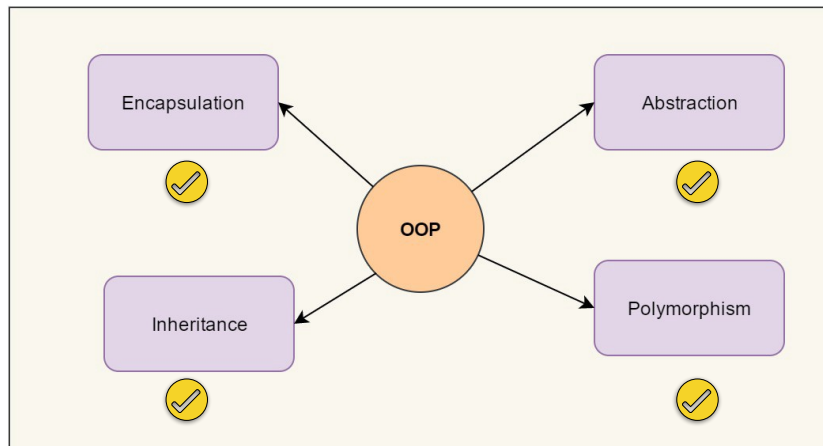 Encapsulation
Abstraction
OOP
Inheritance
Polymorphism